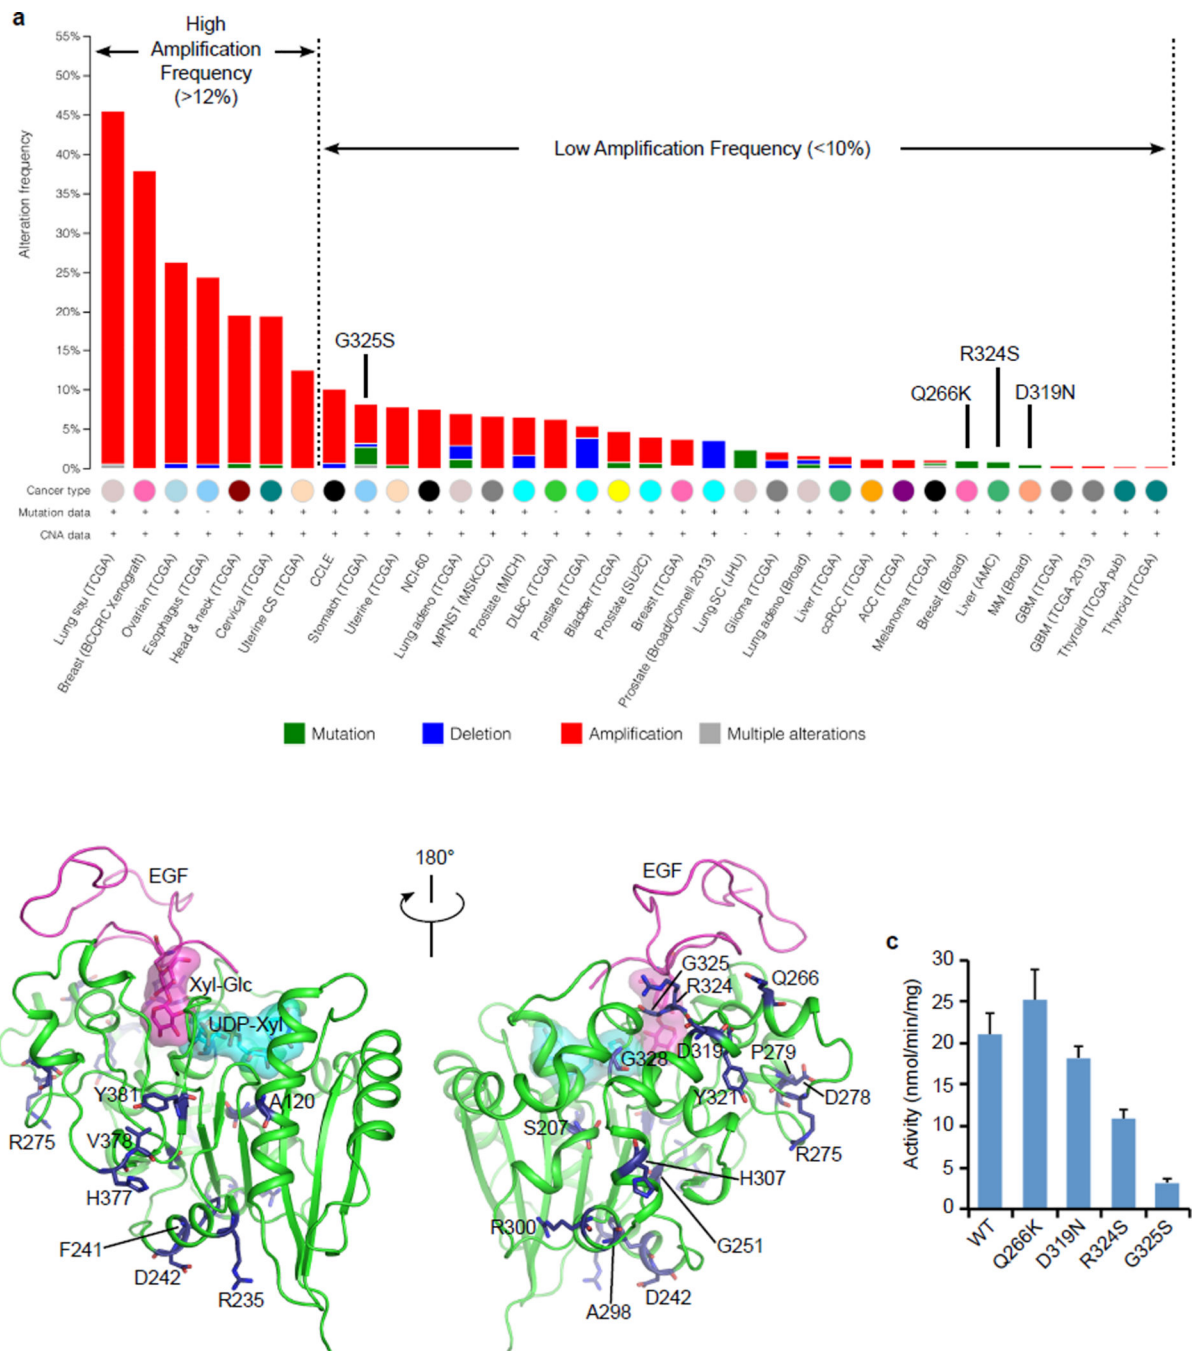 a
High
Amplification
Frequency
(>12%)
Low Amplification Frequency (<10%)
Alteration frequency
55%
50%
45%
40%
35%
30%
25%
20%
15%
10%
5%
0%
G325S
Q266K
R324S
D319N
Cancer type
Mutation data + + + - + + + + + + + + + + - + + + + + + + + + + + + - + - + + + +
CNA data + + + + + + + + + + + + + + + + + + + + - + + + + + + - + - + + + +
Lung squ (TCGA)
Breast (BCCRC Xenograft)
Ovarian (TCGA)
Esophagus (TCGA)
Head & neck (TCGA)
Cervical (TCGA)
Uterine CS (TCGA)
CCLE
Stomach (TCGA)
Uterine (TCGA)
NCI-60
Lung adeno (TCGA)
MPNST (MSKCC)
Prostate (MICH)
DLBC (TCGA)
Prostate (TCGA)
Bladder (TCGA)
Prostate (SU2C)
Breast (TCGA)
Prostate (Broad/Cornell 2013)
Lung SC (JHU)
Glioma (TCGA)
Lung adeno (Broad)
Liver (TCGA)
ccRCC (TCGA)
ACC (TCGA)
Melanoma (TCGA)
Breast (Broad)
Liver (AMC)
MM (Broad)
GBM (TCGA)
GBM (TCGA 2013)
Thyroid (TCGA pub)
Thyroid (TCGA)
Mutation Deletion Amplification Multiple alterations
EGF
Xyl-Glc
UDP-Xyl
Y381
A120
R275
V378
H377
F241
D242
R235
180°
EGF
G325
R324
Q266
G328
D319
P279
Y321
D278
S207
R275
H307
R300
G251
A298
D242
c
Activity (nmol/min/mg)
30
25
20
15
10
5
0
WT
Q266K
D319N
R324S
G325S